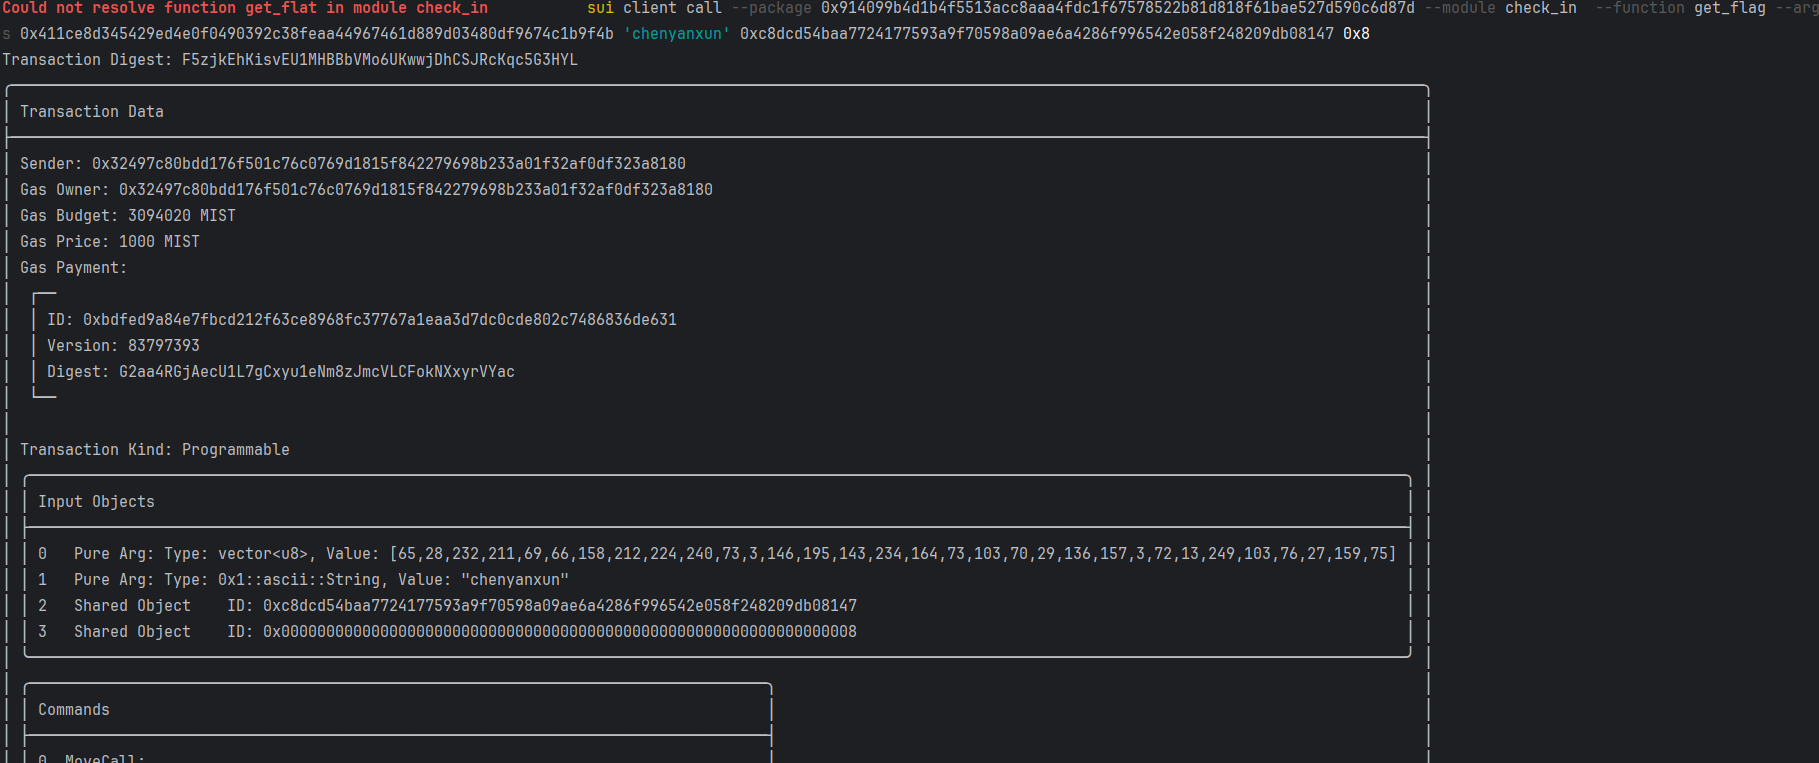 Could not resolve function get_flat in module check_in sui client call --package 0x914099b4d1b4f5513acc8aaa4fdc1f67578522b81d818f61bae527d590c6d87d --module check_in --function get_flag --arg
s 0x411ce8d345429ed4e0f0490392c38feaa44967461d889d03480df9674c1b9f4b 'chenyanxun' 0xc8dcd54baa7724177593a9f70598a09ae6a4286f996542e058f248209db08147 0x8
Transaction Digest: F5zjkEhKisvEU1MHBBbVMo6UKwwjDhCSJRcKqc5G3HYL
Transaction Data
Sender: 0x32497c80bdd176f501c76c0769d1815f842279698b233a01f32af0df323a8180
Gas Owner: 0x32497c80bdd176f501c76c0769d1815f842279698b233a01f32af0df323a8180
Gas Budget: 3094020 MIST
Gas Price: 1000 MIST
Gas Payment:
ID: 0xbdfed9a84e7fbcd212f63ce8968fc37767a1eaa3d7dc0cde802c7486836de631
Version: 83797393
Digest: G2aa4RGjAecU1L7gCxyu1eNm8zJmcVLCFokNXxyrVYac
Transaction Kind: Programmable
Input Objects
0 Pure Arg: Type: vector<u8>, Value: [65,28,232,211,69,66,158,212,224,240,73,3,146,195,143,234,164,73,103,70,29,136,157,3,72,13,249,103,76,27,159,75]
1 Pure Arg: Type: 0x1::ascii::String, Value: "chenyanxun"
2 Shared Object ID: 0xc8dcd54baa7724177593a9f70598a09ae6a4286f996542e058f248209db08147
3 Shared Object ID: 0x0000000000000000000000000000000000000000000000000000000000000008
Commands
0 MoveCall: